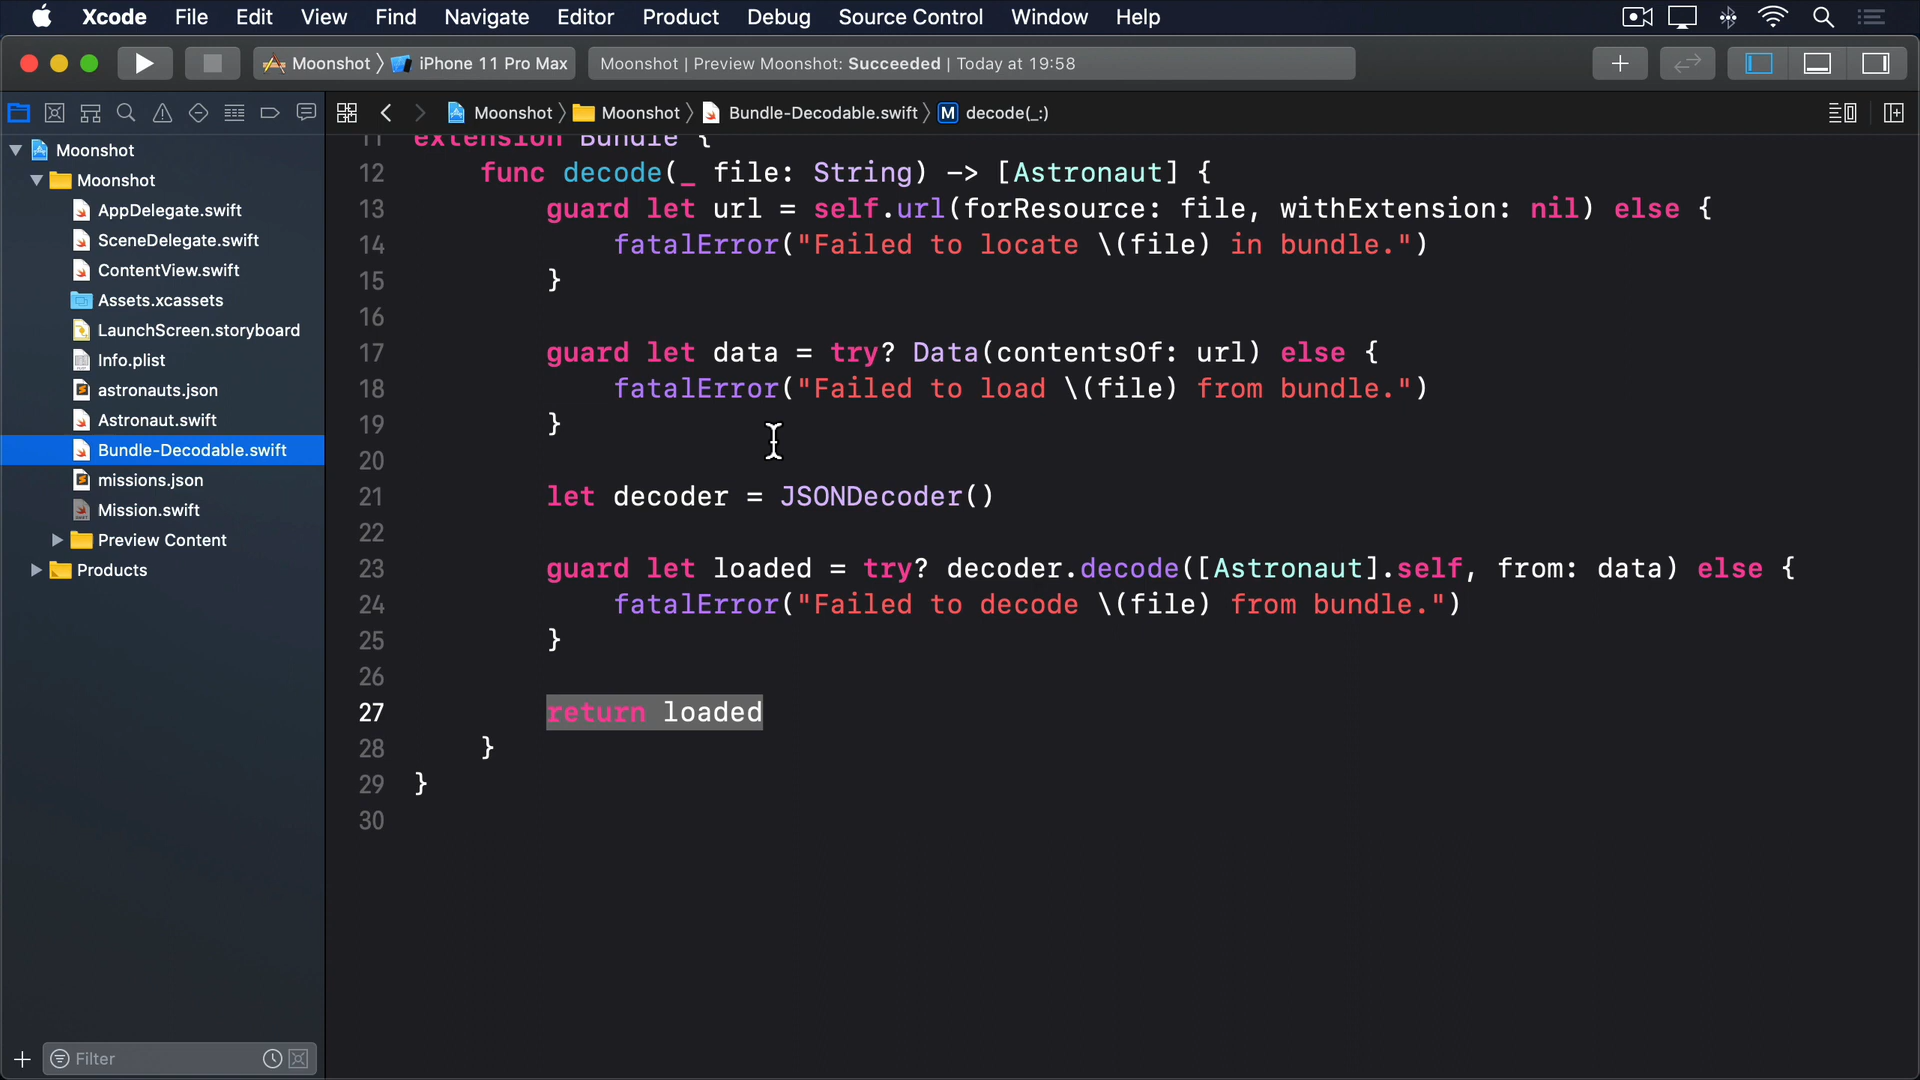 Xcode File Edit View Find Navigate Editor Product Debug Source Control Window Help
Moonshot 〉 iPhone 11 Pro Max
Moonshot | Preview Moonshot: Succeeded | Today at 19:58
Moonshot 〉 Moonshot 〉 Bundle-Decodable.swift 〉 M decode(_:)
Moonshot
Moonshot
AppDelegate.swift
SceneDelegate.swift
ContentView.swift
Assets.xcassets
LaunchScreen.storyboard
Info.plist
astronauts.json
Astronaut.swift
Bundle-Decodable.swift
missions.json
Mission.swift
Preview Content
Products
Filter
11 extension Bundle {
12 func decode(_ file: String) -> [Astronaut] {
13 guard let url = self.url(forResource: file, withExtension: nil) else {
14 fatalError("Failed to locate \(file) in bundle.")
15 }
16
17 guard let data = try? Data(contentsOf: url) else {
18 fatalError("Failed to load \(file) from bundle.")
19 }
20
21 let decoder = JSONDecoder()
22
23 guard let loaded = try? decoder.decode([Astronaut].self, from: data) else {
24 fatalError("Failed to decode \(file) from bundle.")
25 }
26
27 return loaded
28 }
29 }
30